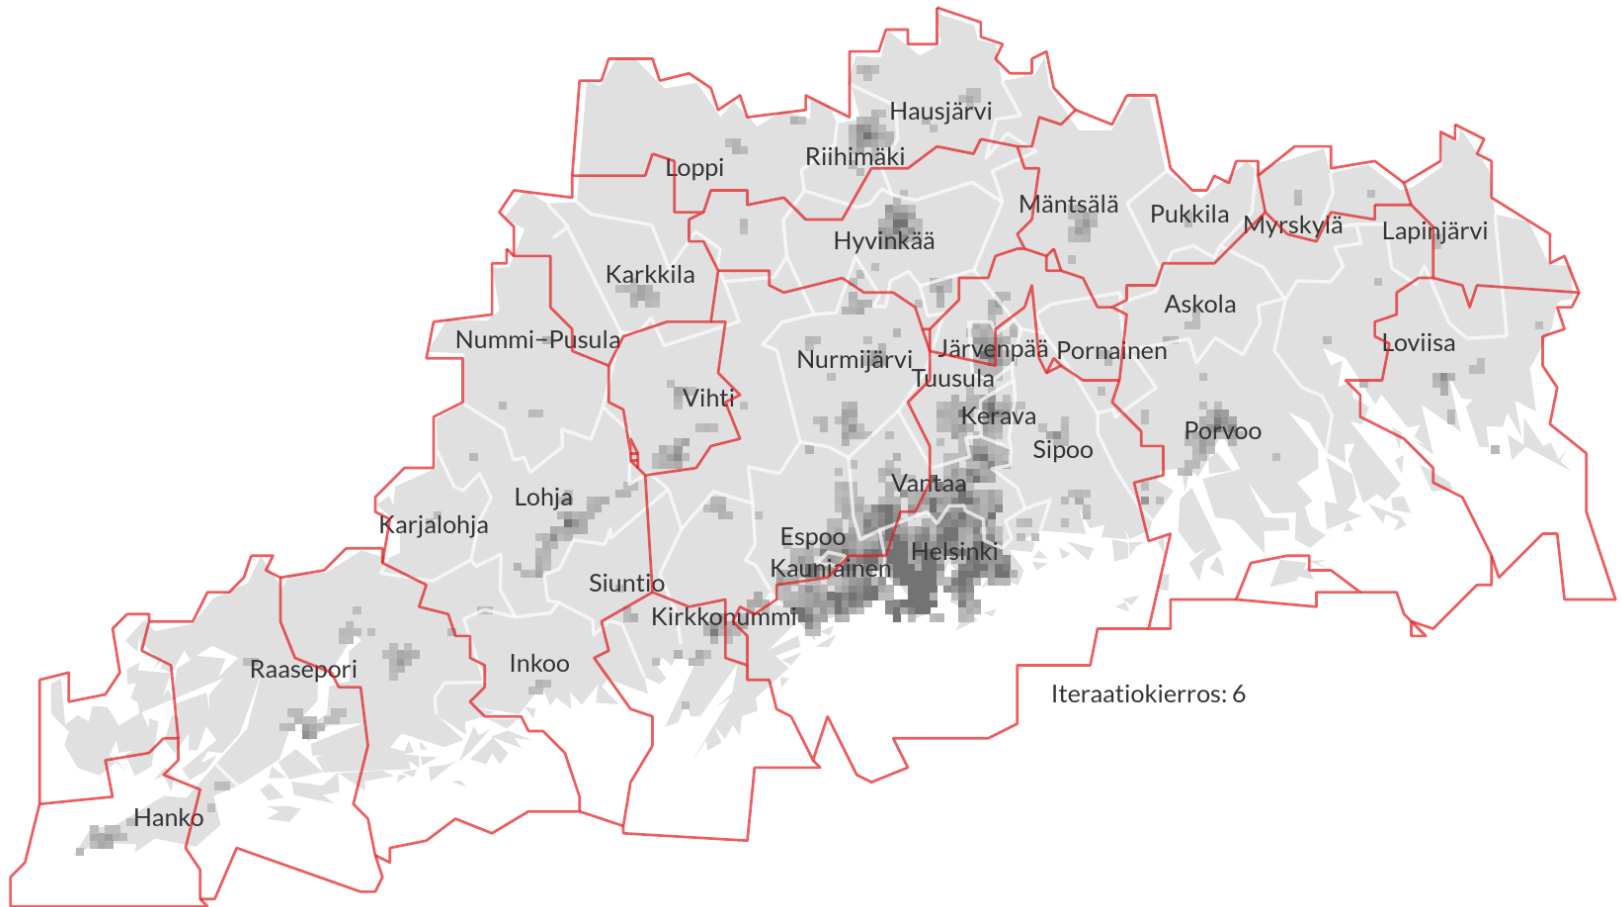 Hausjärvi
Riihimäki
Loppi
Mäntsälä
Pukkila
Myrskylä
Lapinjärvi
Hyvinkää
Karkkila
Askola
Nummi-Pusula
Nurmijärvi
Järvenpää
Pornainen
Loviisa
Tuusula
Vihti
Kerava
Sipoo
Porvoo
Vantaa
Lohja
Karjalohja
Espoo
Helsinki
Kauniainen
Siuntio
Kirkkonummi
Inkoo
Raasepori
Iteraatiokierros: 6
Hanko